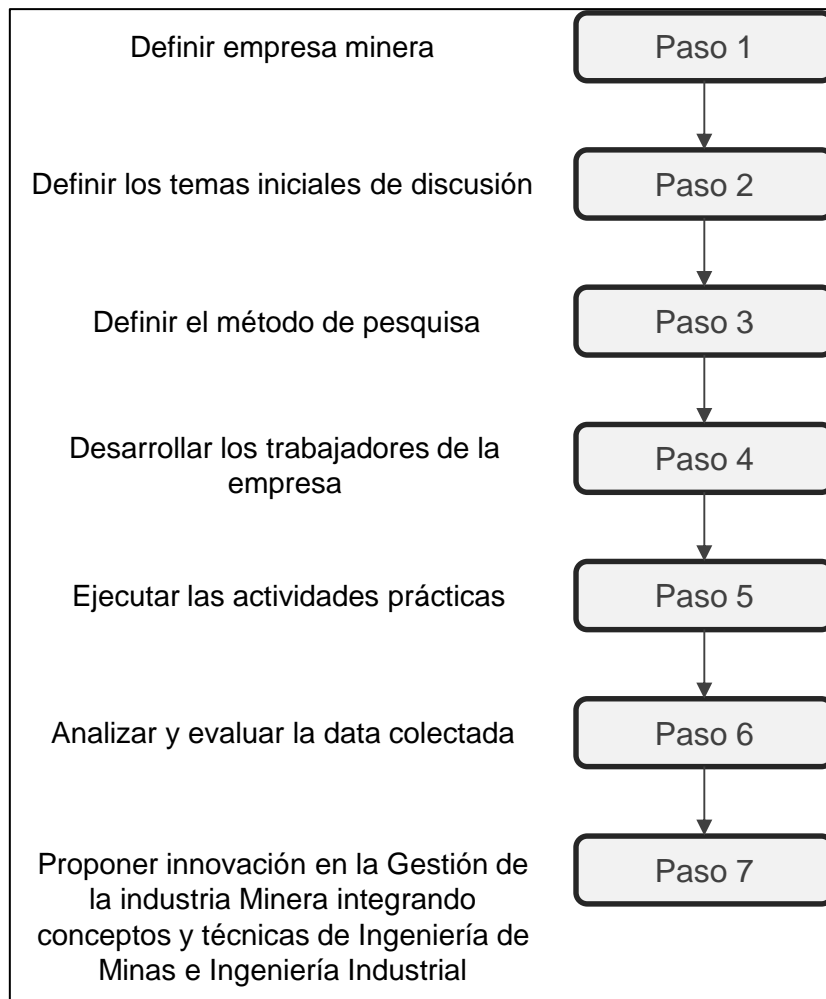 Definir empresa minera
Paso 1
Definir los temas iniciales de discusión
Paso 2
Definir el método de pesquisa
Paso 3
Desarrollar los trabajadores de la
empresa
Paso 4
Ejecutar las actividades prácticas
Paso 5
Analizar y evaluar la data colectada
Paso 6
Proponer innovación en la Gestión de
la industria Minera integrando
conceptos y técnicas de Ingeniería de
Minas e Ingeniería Industrial
Paso 7